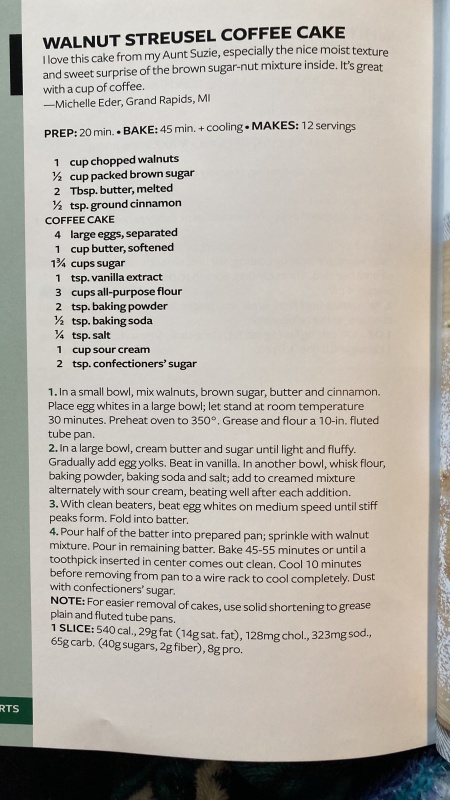 WALNUT STREUSEL COFFEE CAKE
I love this cake from my Aunt Suzie, especially the nice moist texture
and sweet surprise of the brown sugar-nut mixture inside. It's great
with a cup of coffee.
—Michelle Eder, Grand Rapids, MI
PREP: 20 min. • BAKE: 45 min. + cooling • MAKES: 12 servings
1 cup chopped walnuts
½ cup packed brown sugar
2 Tbsp. butter, melted
½ tsp. ground cinnamon
COFFEE CAKE
4 large eggs, separated
1 cup butter, softened
1¾ cups sugar
1 tsp. vanilla extract
3 cups all-purpose flour
2 tsp. baking powder
½ tsp. baking soda
¼ tsp. salt
1 cup sour cream
2 tsp. confectioners' sugar
1. In a small bowl, mix walnuts, brown sugar, butter and cinnamon.
Place egg whites in a large bowl; let stand at room temperature
30 minutes. Preheat oven to 350°. Grease and flour a 10-in. fluted
tube pan.
2. In a large bowl, cream butter and sugar until light and fluffy.
Gradually add egg yolks. Beat in vanilla. In another bowl, whisk flour,
baking powder, baking soda and salt; add to creamed mixture
alternately with sour cream, beating well after each addition.
3. With clean beaters, beat egg whites on medium speed until stiff
peaks form. Fold into batter.
4. Pour half of the batter into prepared pan; sprinkle with walnut
mixture. Pour in remaining batter. Bake 45-55 minutes or until a
toothpick inserted in center comes out clean. Cool 10 minutes
before removing from pan to a wire rack to cool completely. Dust
with confectioners' sugar.
NOTE: For easier removal of cakes, use solid shortening to grease
plain and fluted tube pans.
1 SLICE: 540 cal., 29g fat (14g sat. fat), 128mg chol., 323mg sod.,
65g carb. (40g sugars, 2g fiber), 8g pro.
RTS